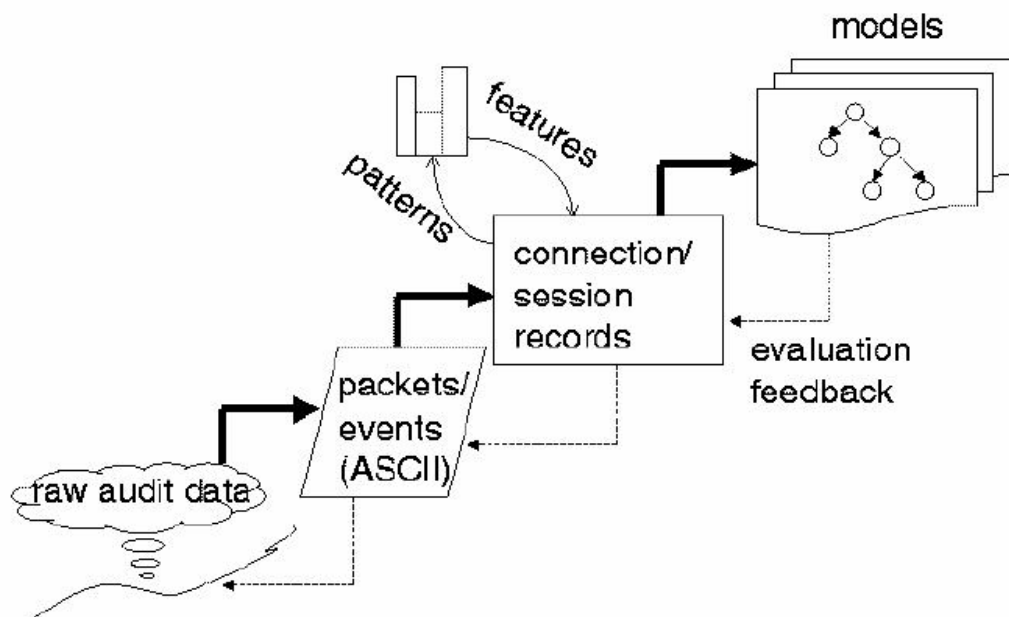 models
features
patterns
connection/
session
records
evaluation
feedback
packets/
events
(ASCII)
raw audit data